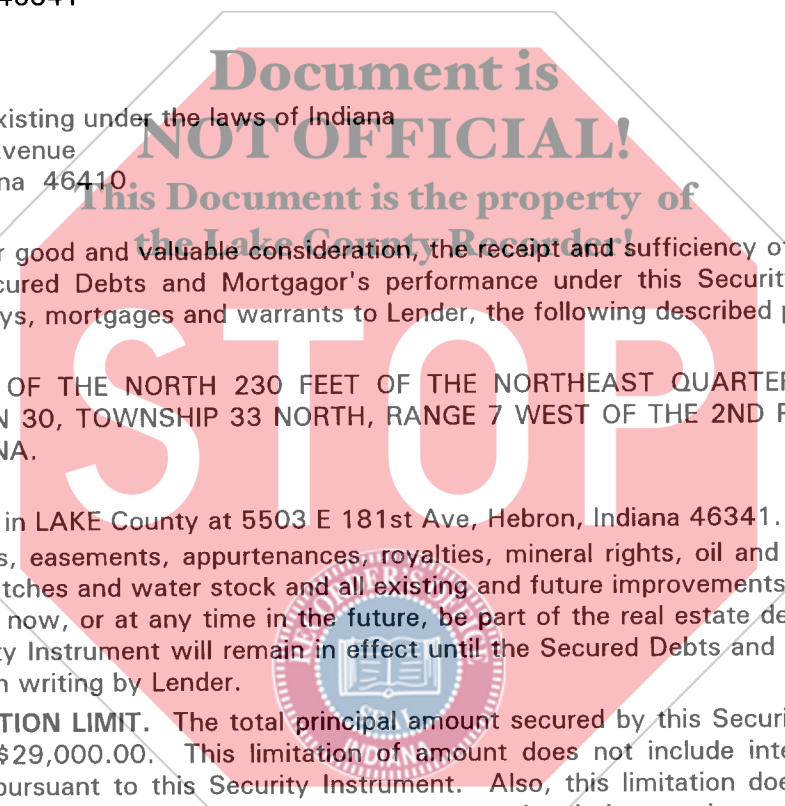 46341
Document is
existing under the laws of Indiana
NOT OFFICIAL!
venue
na 46410
This Document is the property of
the Lake County Recorder!
r good and valuable consideration, the receipt and sufficiency o
cured Debts and Mortgagor's performance under this Securit
ys, mortgages and warrants to Lender, the following described p
STOP
OF THE NORTH 230 FEET OF THE NORTHEAST QUARTER
N 30, TOWNSHIP 33 NORTH, RANGE 7 WEST OF THE 2ND P
NA.
in LAKE County at 5503 E 181st Ave, Hebron, Indiana 46341.
s, easements, appurtenances, royalties, mineral rights, oil and
tches and water stock and all existing and future improvements
now, or at any time in the future, be part of the real estate de
ty Instrument will remain in effect until the Secured Debts and
n writing by Lender.
SEAL
INDIANA
TION LIMIT. The total principal amount secured by this Securi
$29,000.00. This limitation of amount does not include inte
pursuant to this Security Instrument. Also, this limitation doe